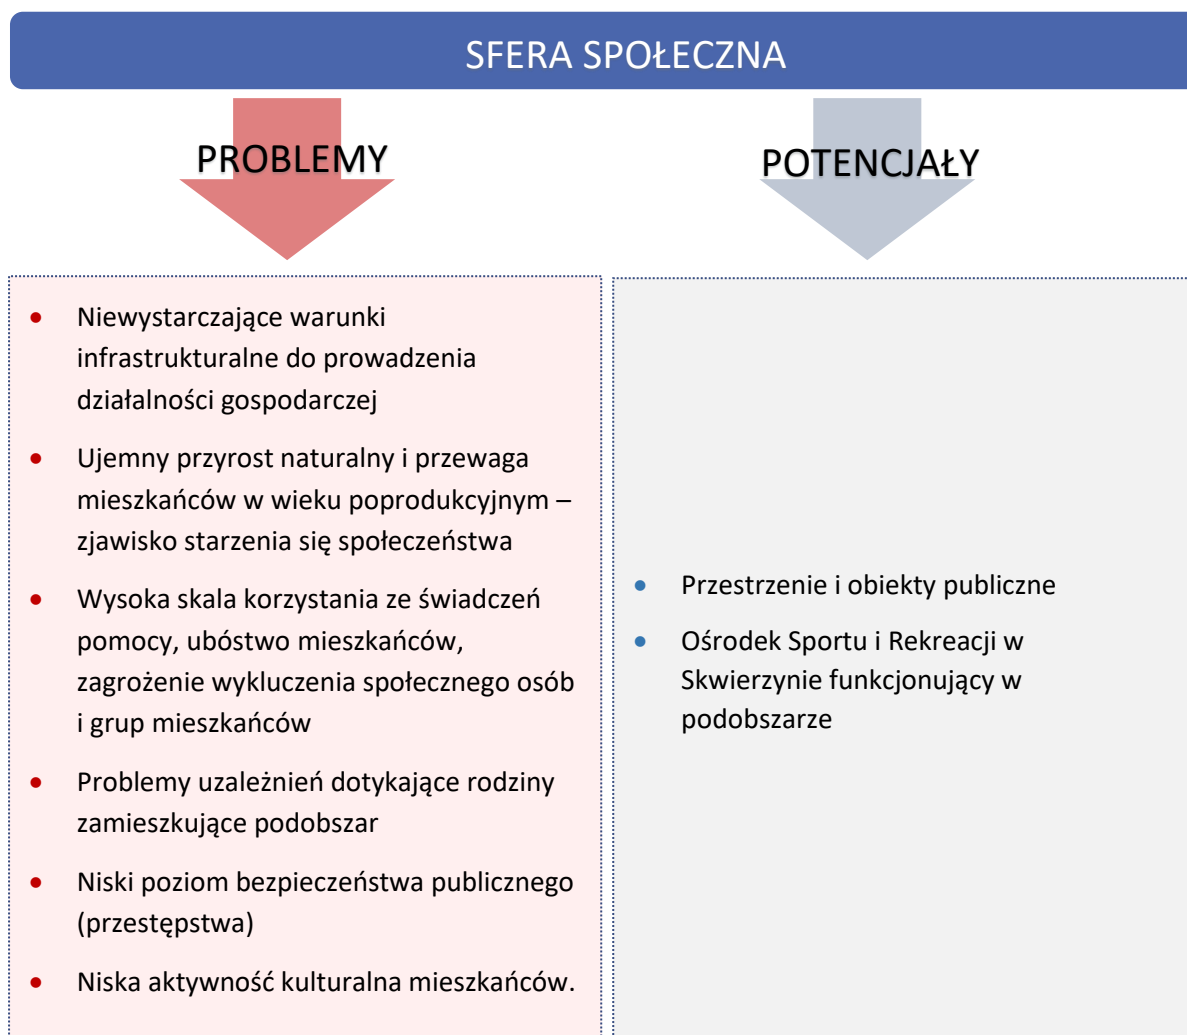 SFERA SPOŁECZNA
PROBLEMY
POTENCJAŁY
• Niewystarczające warunki
infrastrukturalne do prowadzenia
działalności gospodarczej
• Ujemny przyrost naturalny i przewaga
mieszkańców w wieku poprodukcyjnym –
zjawisko starzenia się społeczeństwa
• Wysoka skala korzystania ze świadczeń
pomocy, ubóstwo mieszkańców,
zagrożenie wykluczenia społecznego osób
i grup mieszkańców
• Problemy uzależnień dotykające rodziny
zamieszkujące podobszar
• Niski poziom bezpieczeństwa publicznego
(przestępstwa)
• Niska aktywność kulturalna mieszkańców.
• Przestrzenie i obiekty publiczne
• Ośrodek Sportu i Rekreacji w
Skwierzynie funkcjonujący w
podobszarze